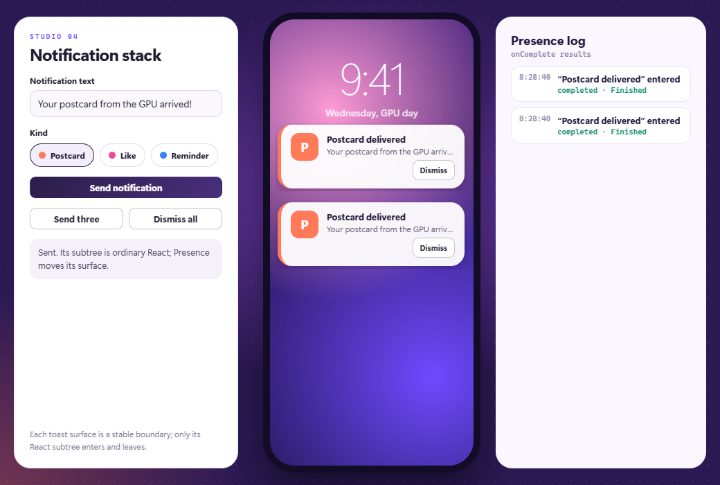 STUDIO 04
Notification stack
Notification text
Your postcard from the GPU arrived!
Kind
Postcard
Like
Reminder
Send notification
Send three
Dismiss all
Sent. Its subtree is ordinary React; Presence
moves its surface.
Each toast surface is a stable boundary; only its
React subtree enters and leaves.
9:41
Wednesday, GPU day
P
Postcard delivered
Your postcard from the GPU arriv...
Dismiss
P
Postcard delivered
Your postcard from the GPU arriv...
Dismiss
Presence log
onComplete results
8:28:40 “Postcard delivered” entered
completed · Finished
8:28:40 “Postcard delivered” entered
completed · Finished